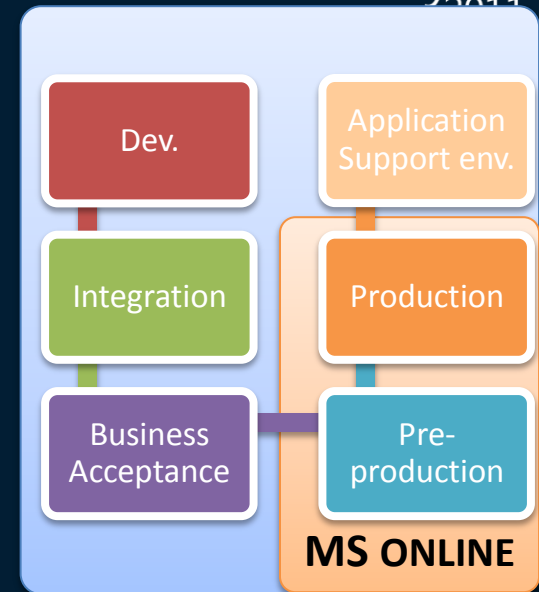 Dev.
Application
Support env.
Integration
Production
Business
Acceptance
Pre-
production
MS ONLINE